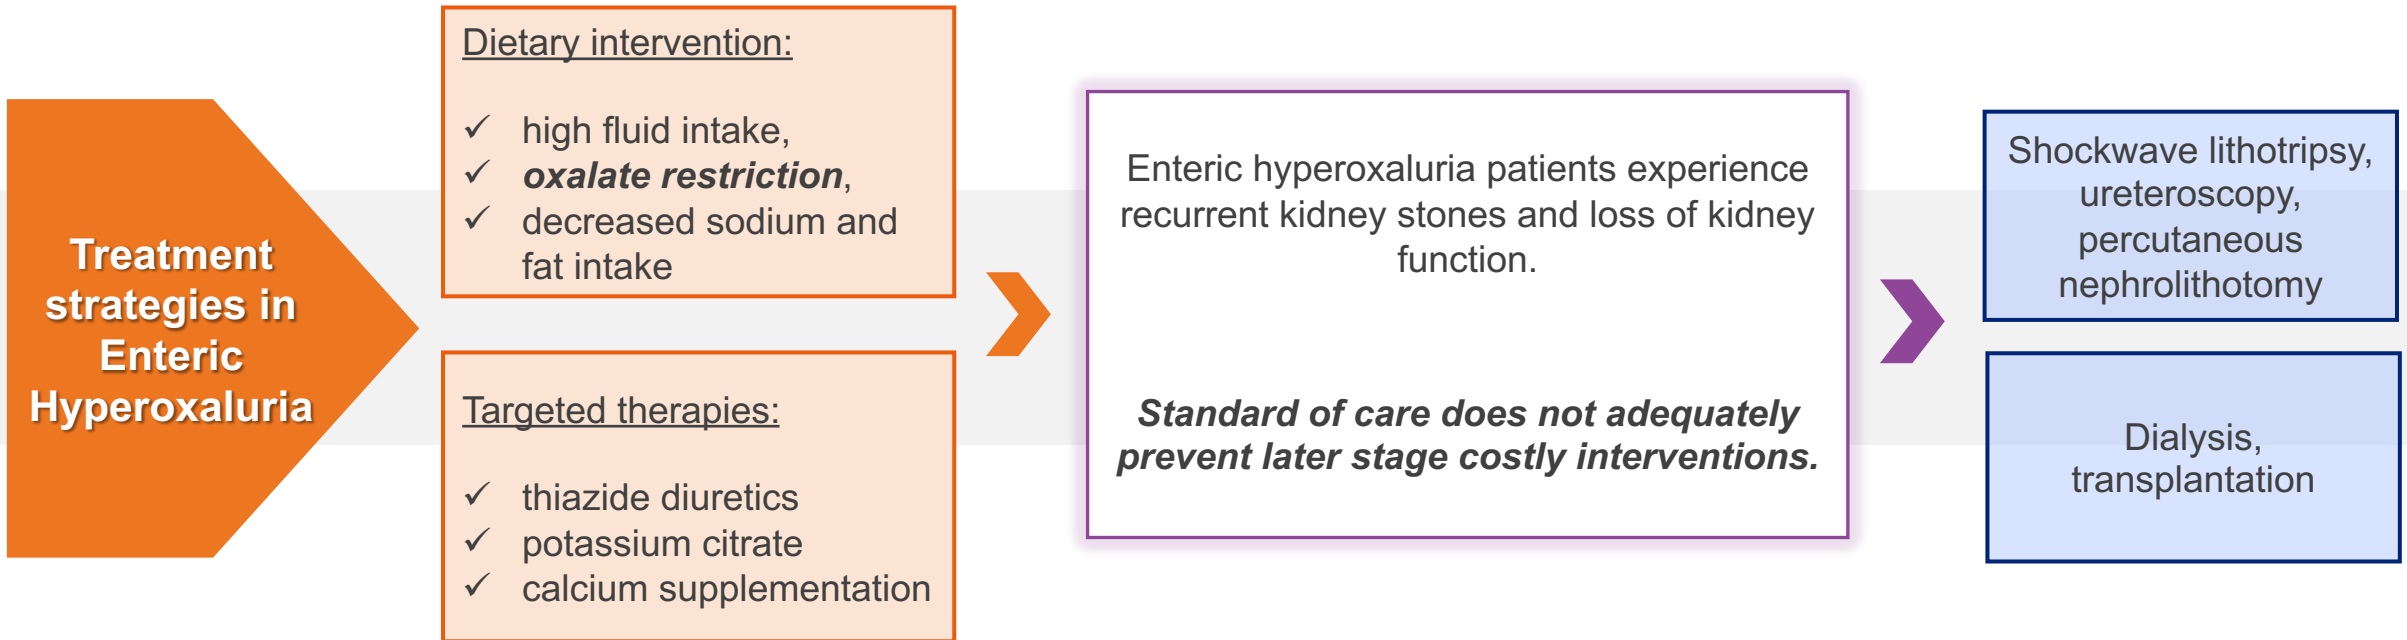 Treatment
strategies in
Enteric
Hyperoxaluria
Dietary intervention:
✓ high fluid intake,
✓ oxalate restriction,
✓ decreased sodium and
fat intake
Targeted therapies:
✓ thiazide diuretics
✓ potassium citrate
✓ calcium supplementation
Enteric hyperoxaluria patients experience
recurrent kidney stones and loss of kidney
function.
Standard of care does not adequately
prevent later stage costly interventions.
Shockwave lithotripsy,
ureteroscopy,
percutaneous
nephrolithotomy
Dialysis,
transplantation